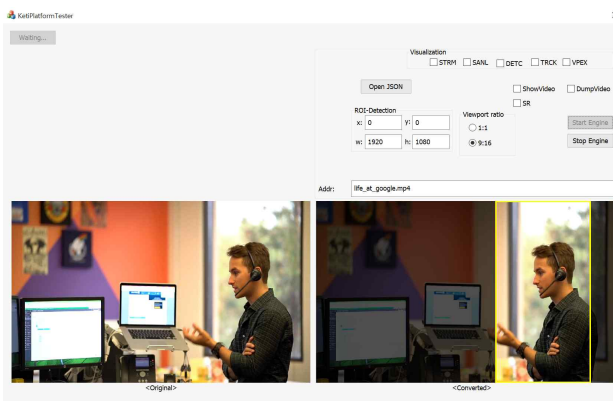 KetiPlatformTester
Waiting...
Visualization
STRM SANL DETC TRCK VPEX
Open JSON
ShowVideo DumpVideo
SR
ROI-Detection
x: 0 y: 0
w: 1920 h: 1080
Viewport ratio
1:1
9:16
Start Engine
Stop Engine
Addr: life_at_google.mp4
<Original>
<Converted>